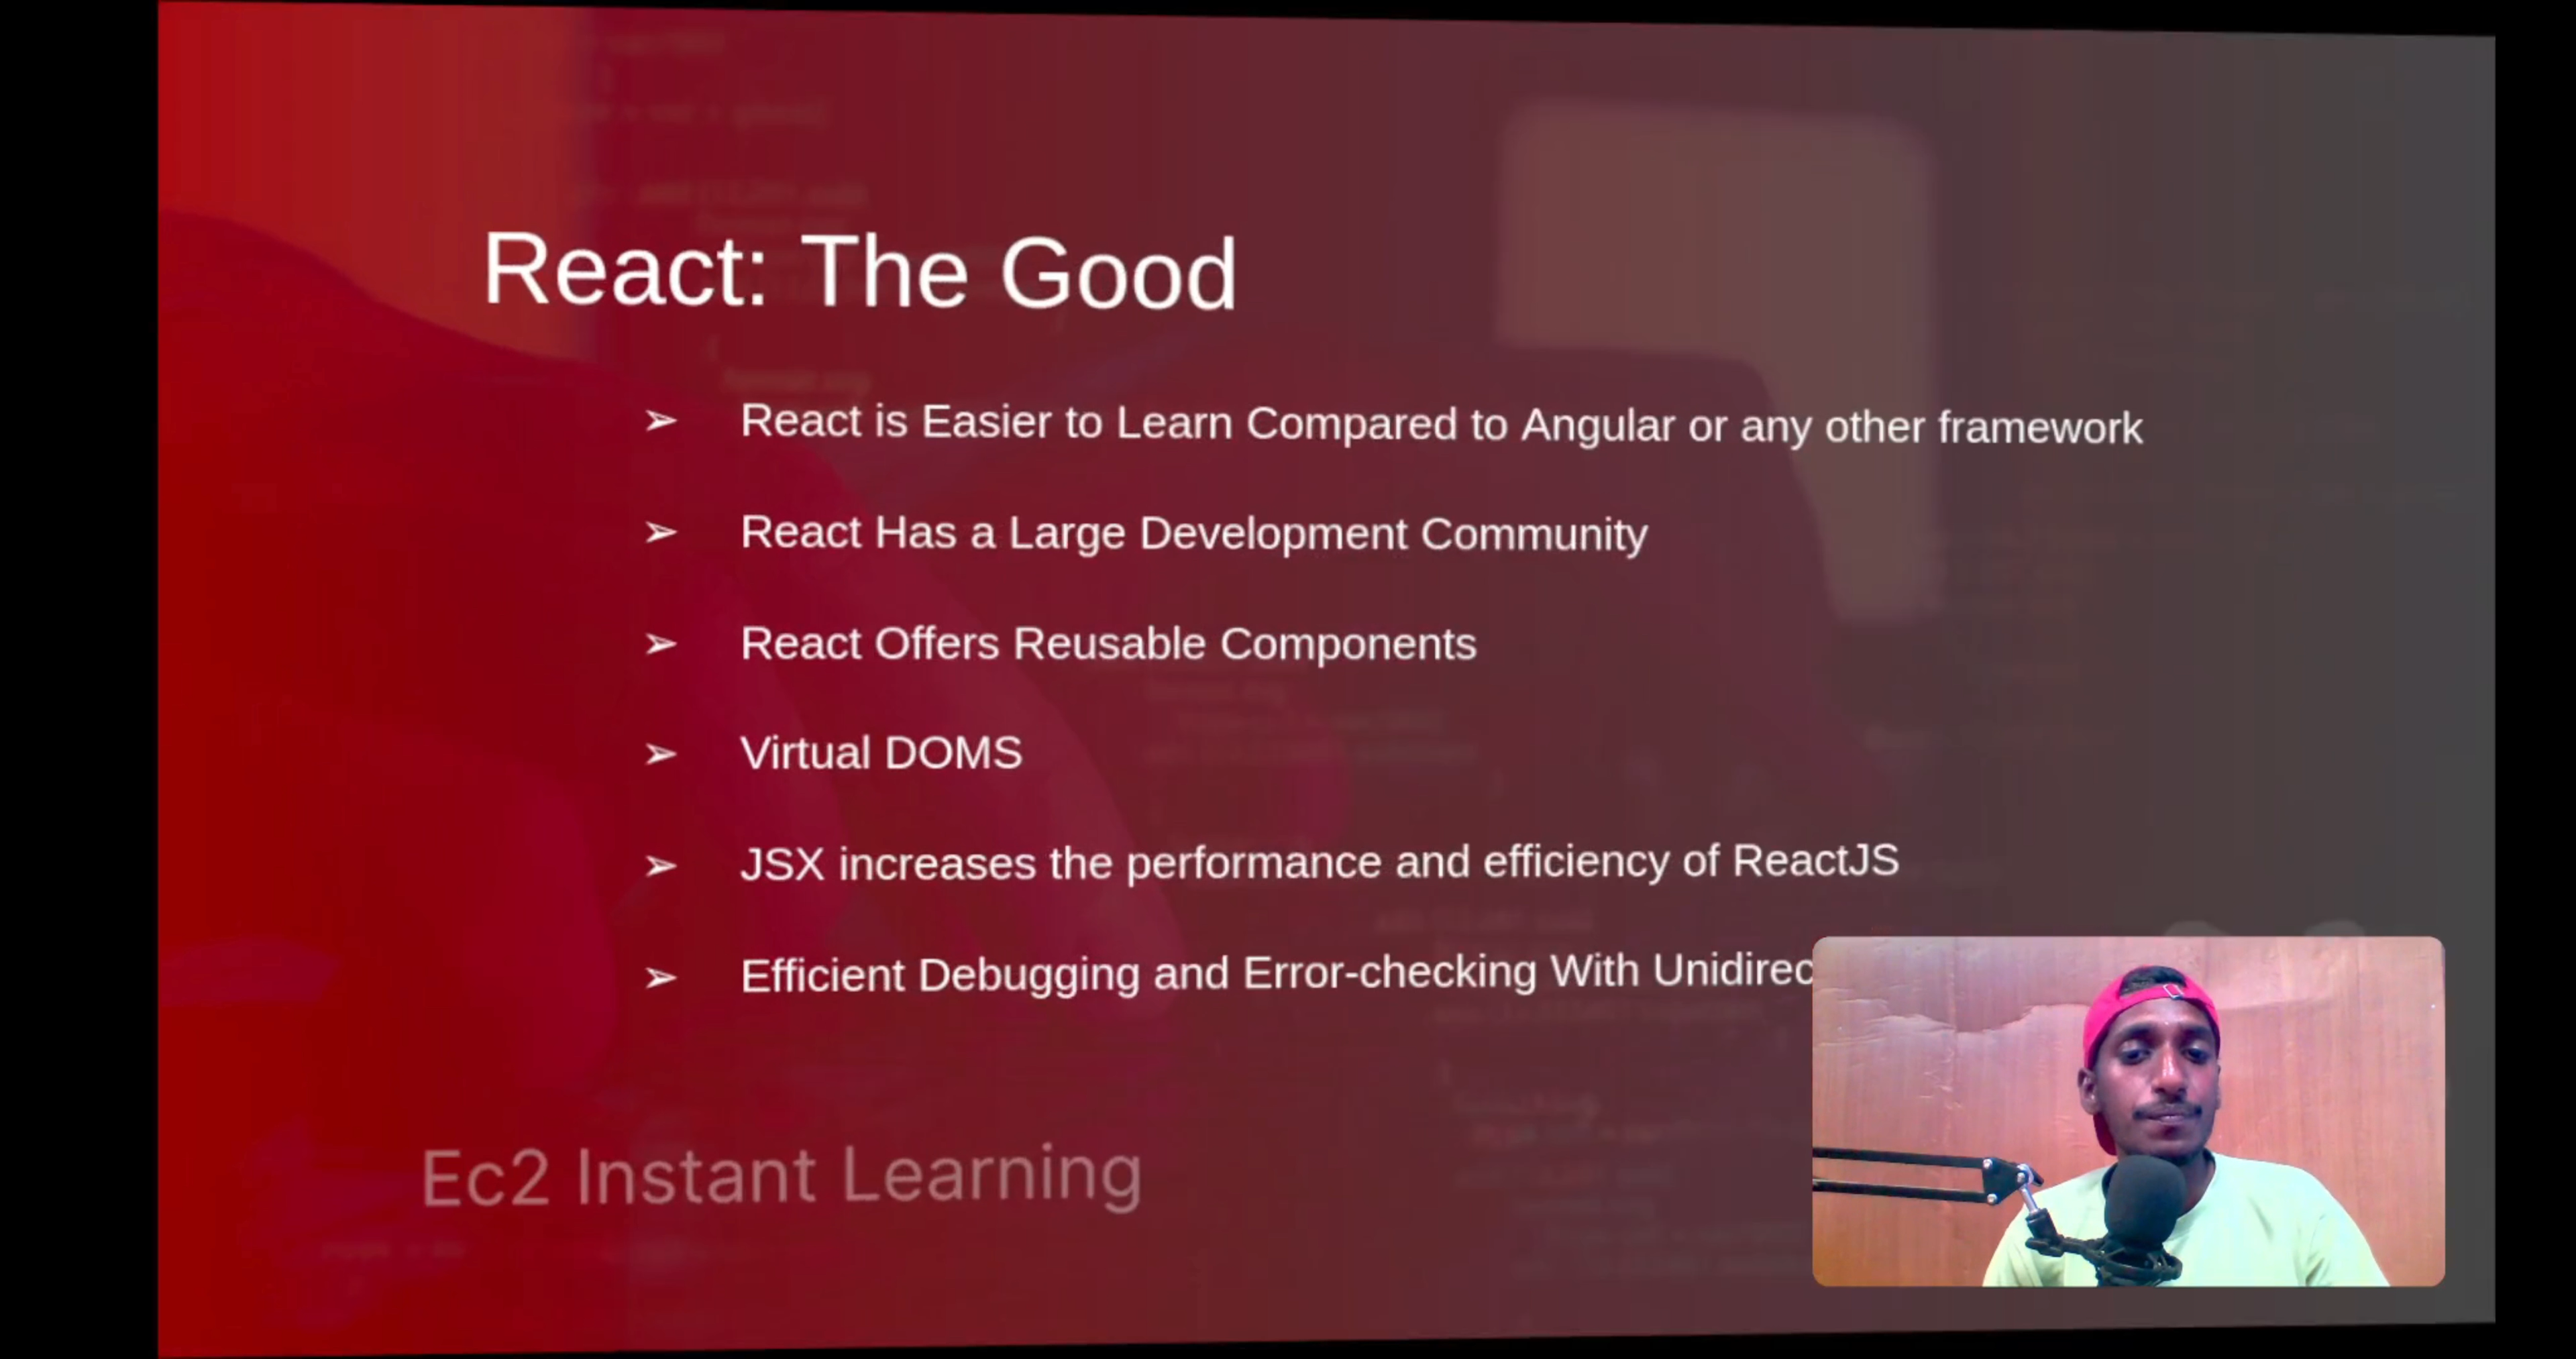 React: The Good
➢ React is Easier to Learn Compared to Angular or any other framework
➢ React Has a Large Development Community
➢ React Offers Reusable Components
➢ Virtual DOMS
➢ JSX increases the performance and efficiency of ReactJS
➢ Efficient Debugging and Error-checking With Unidirec
Ec2 Instant Learning